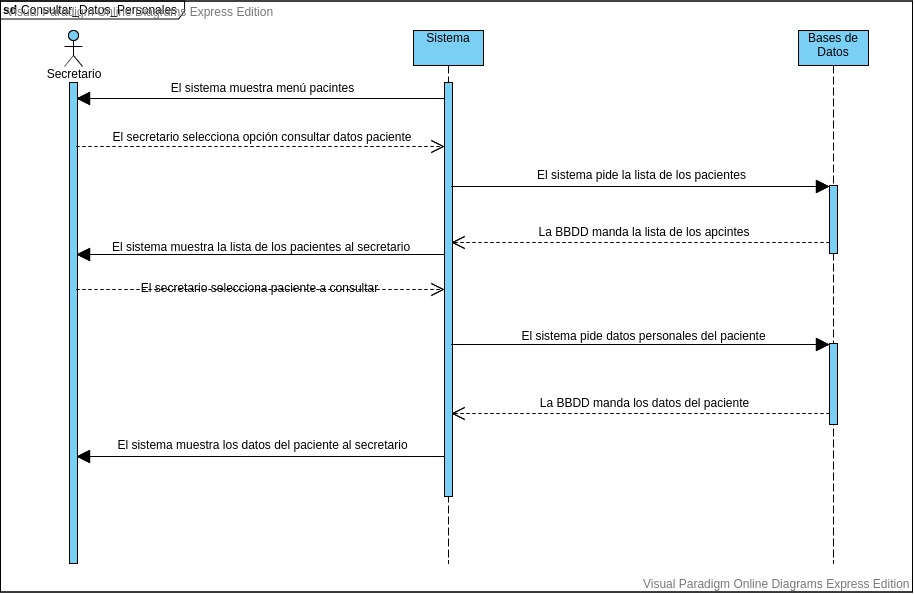 sd Consultar_Datos_Personales
Visual Paradigm Online Diagrams Express Edition
Sistema
Bases de
Datos
Secretario
El sistema muestra menú pacintes
El secretario selecciona opción consultar datos paciente
El sistema pide la lista de los pacientes
La BBDD manda la lista de los apcintes
El sistema muestra la lista de los pacientes al secretario
El secretario selecciona paciente a consultar
El sistema pide datos personales del paciente
La BBDD manda los datos del paciente
El sistema muestra los datos del paciente al secretario
Visual Paradigm Online Diagrams Express Edition